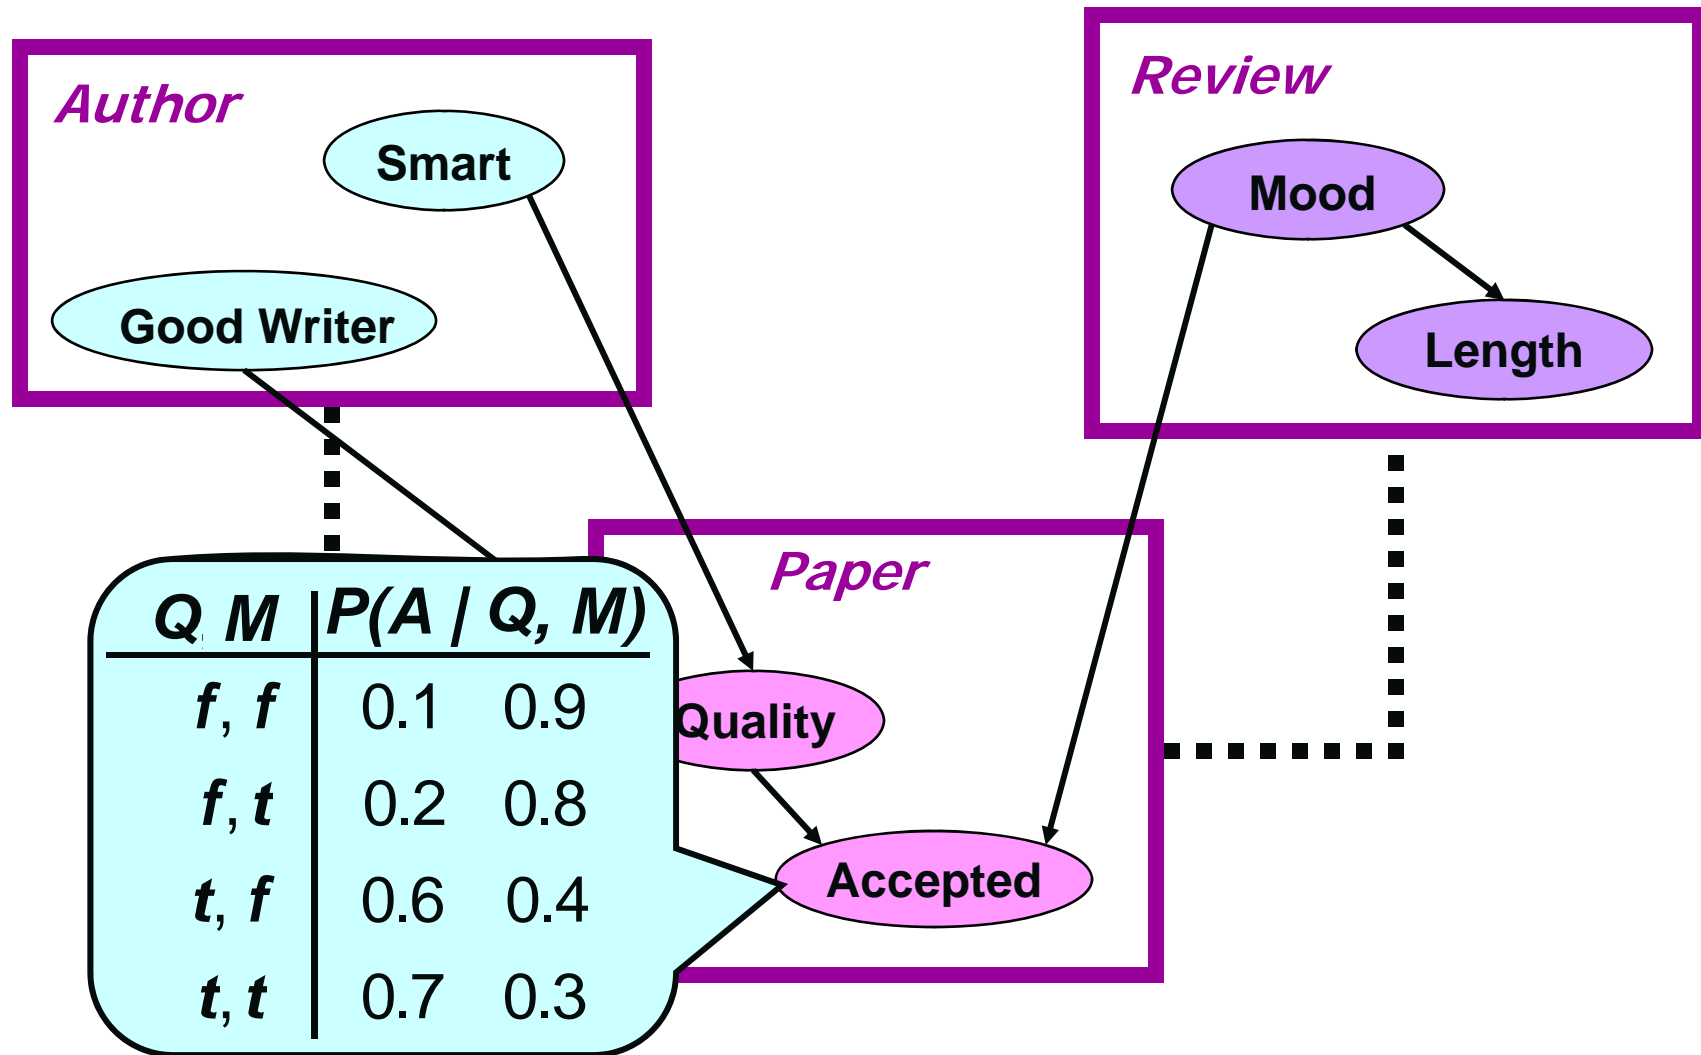 Author
Smart
Good Writer
Review
Mood
Length
Paper
Quality
Accepted
Q, M P(A | Q, M)
f, f 0.1 0.9
f, t 0.2 0.8
t, f 0.6 0.4
t, t 0.7 0.3